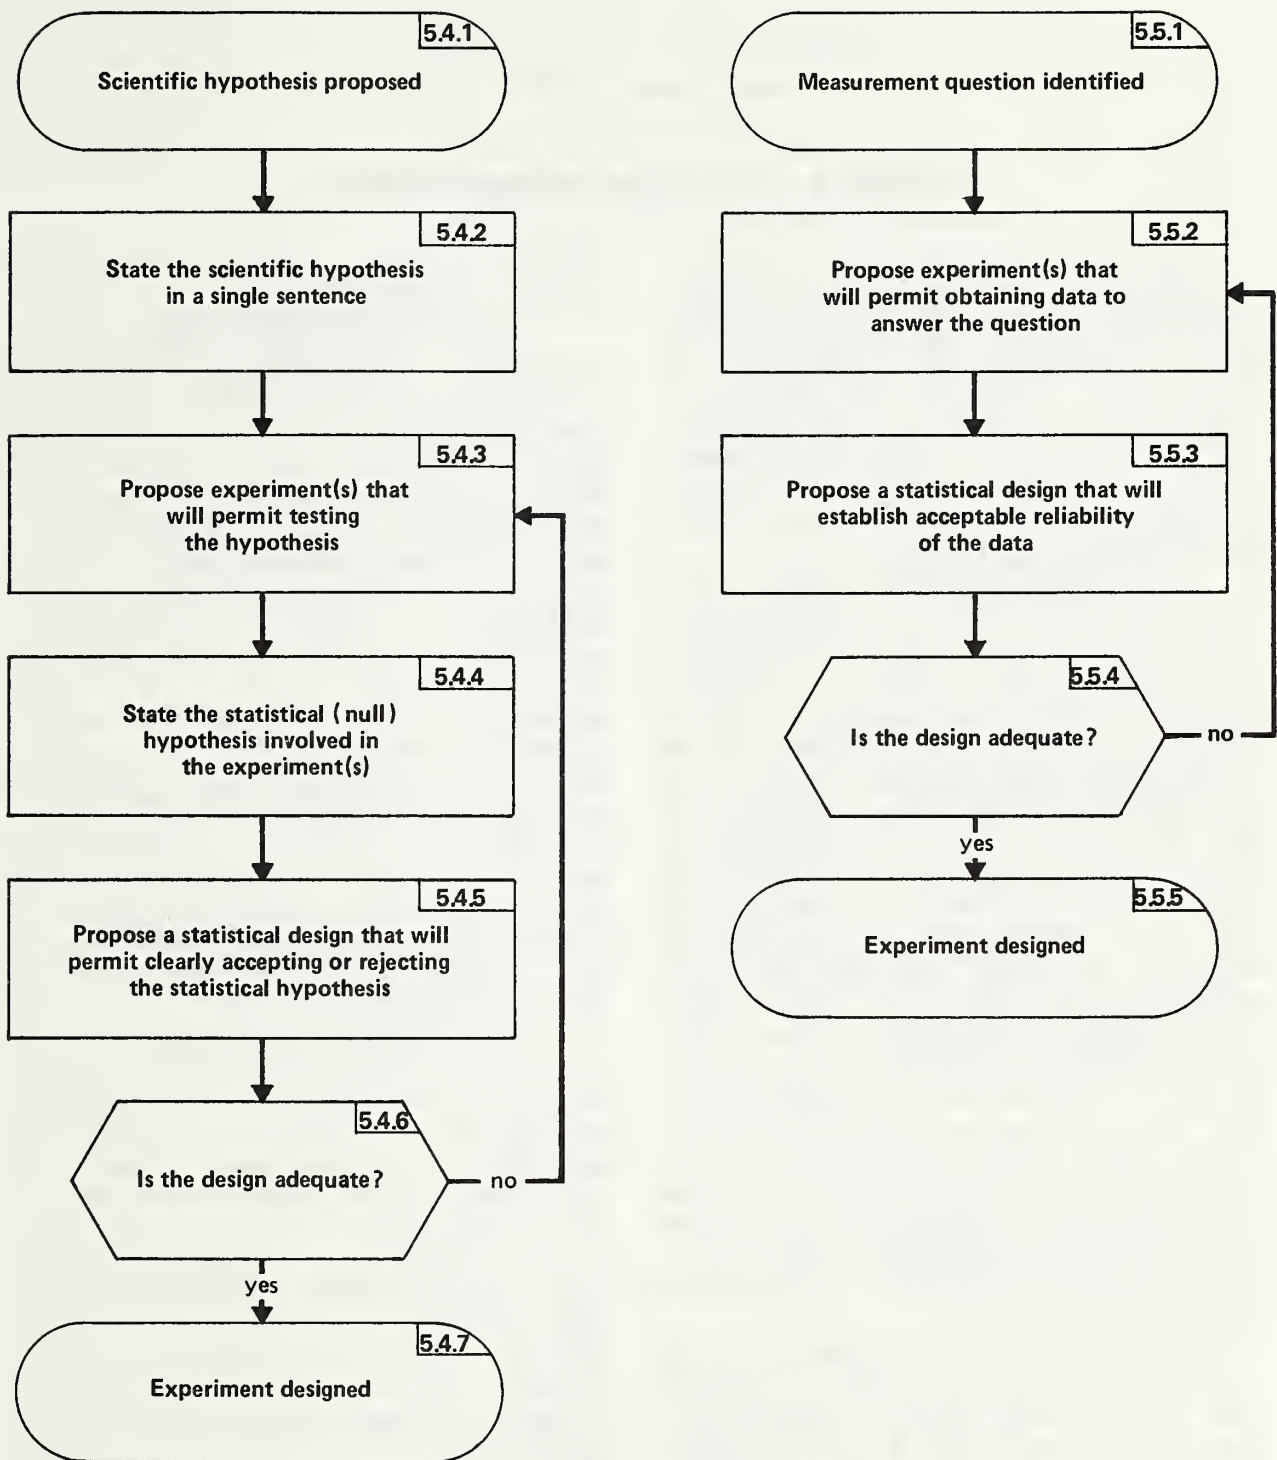 5.4.1
Scientific hypothesis proposed
5.4.2
State the scientific hypothesis
in a single sentence
5.4.3
Propose experiment(s) that
will permit testing
the hypothesis
5.4.4
State the statistical (null)
hypothesis involved in
the experiment(s)
5.4.5
Propose a statistical design that will
permit clearly accepting or rejecting
the statistical hypothesis
5.4.6
Is the design adequate?
no
yes
5.4.7
Experiment designed
5.5.1
Measurement question identified
5.5.2
Propose experiment(s) that
will permit obtaining data to
answer the question
5.5.3
Propose a statistical design that will
establish acceptable reliability
of the data
5.5.4
Is the design adequate?
no
yes
5.5.5
Experiment designed